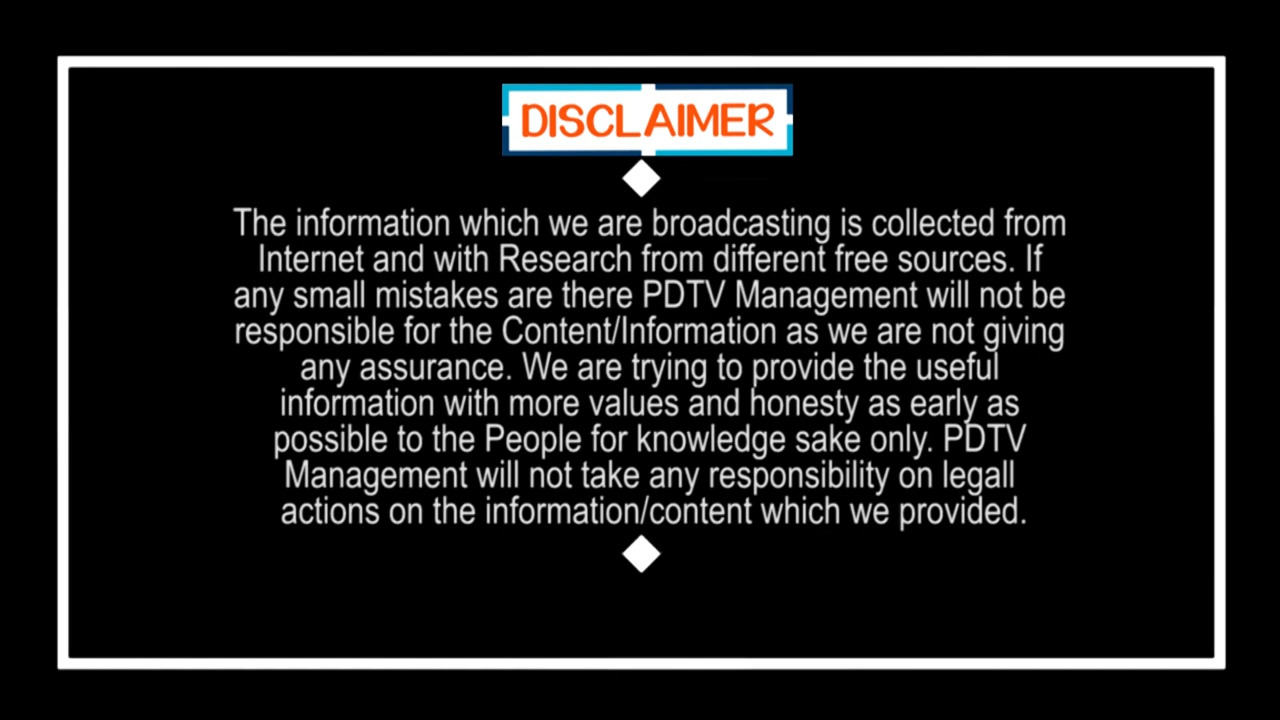 DISCLAIMER
The information which we are broadcasting is collected from
Internet and with Research from different free sources. If
any small mistakes are there PDTV Management will not be
responsible for the Content/Information as we are not giving
any assurance. We are trying to provide the useful
information with more values and honesty as early as
possible to the People for knowledge sake only. PDTV
Management will not take any responsibility on legall
actions on the information/content which we provided.